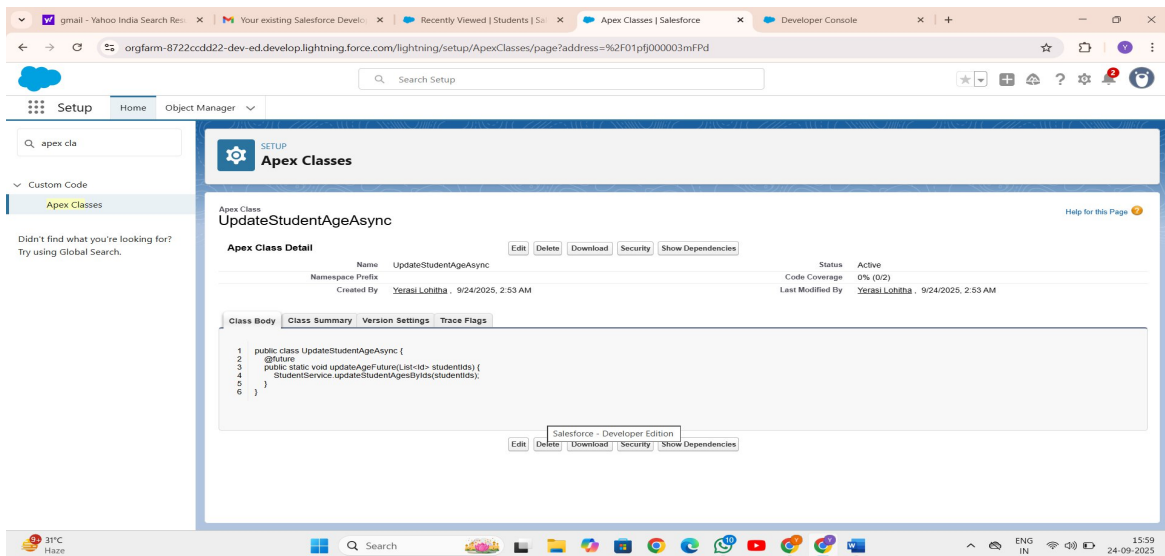 gmail - Yahoo India Search Res
Your existing Salesforce Develo
Recently Viewed | Students | Sa
Apex Classes | Salesforce
Developer Console
orgfarm-8722ccdd22-dev-ed.develop.lightning.force.com/lightning/setup/ApexClasses/page?address=%2F01pfj000003mFPd
Y
Search Setup
2
Setup
Home
Object Manager
apex cla
Custom Code
Apex Classes
Didn't find what you're looking for?
Try using Global Search.
SETUP
Apex Classes
Apex Class
UpdateStudentAgeAsync
Help for this Page
Apex Class Detail
Edit Delete Download Security Show Dependencies
Name UpdateStudentAgeAsync Status Active
Namespace Prefix Code Coverage 0% (0/2)
Created By Yerasi Lohitha , 9/24/2025, 2:53 AM Last Modified By Yerasi Lohitha , 9/24/2025, 2:53 AM
Class Body Class Summary Version Settings Trace Flags
1 public class UpdateStudentAgeAsync {
2 @future
3 public static void updateAgeFuture(List<Id> studentIds) {
4 StudentService.updateStudentAgesByIds(studentIds);
5 }
6 }
Salesforce - Developer Edition
Edit Delete Download Security Show Dependencies
31°C
Haze
Search
10
ENG
IN
15:59
24-09-2025